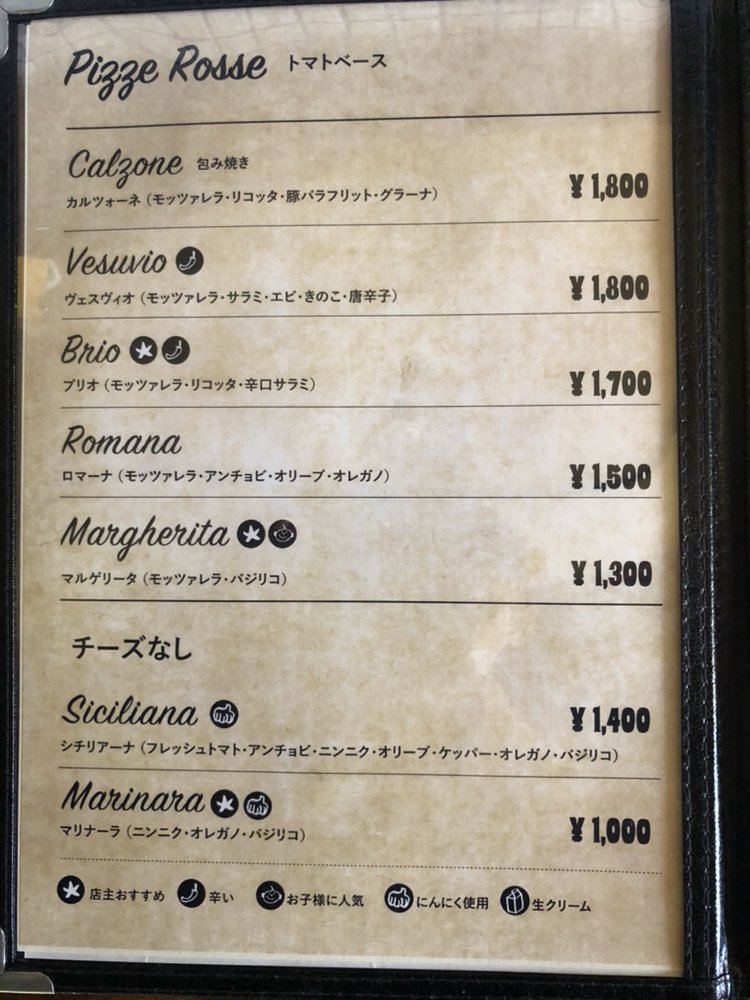 Pizze Rosse トマトベース
Calzone 包み焼き
カルツォーネ（モッツァレラ・リコッタ・豚バラフリット・グラーナ）
¥ 1,800
Vesuvio
ヴェスヴィオ（モッツァレラ・サラミ・エビ・きのこ・唐辛子）
¥ 1,800
Brio
ブリオ（モッツァレラ・リコッタ・辛口サラミ）
¥ 1,700
Romana
ロマーナ（モッツァレラ・アンチョビ・オリーブ・オレガノ）
¥ 1,500
Margherita
マルゲリータ（モッツァレラ・バジリコ）
¥ 1,300
チーズなし
Siciliana
¥ 1,400
シチリアーナ（フレッシュトマト・アンチョビ・ニンニク・オリーブ・ケッパー・オレガノ・バジリコ）
Marinara
マリナーラ（ニンニク・オレガノ・バジリコ）
¥ 1,000
店主おすすめ 辛い お子様に人気 にんにく使用 生クリーム